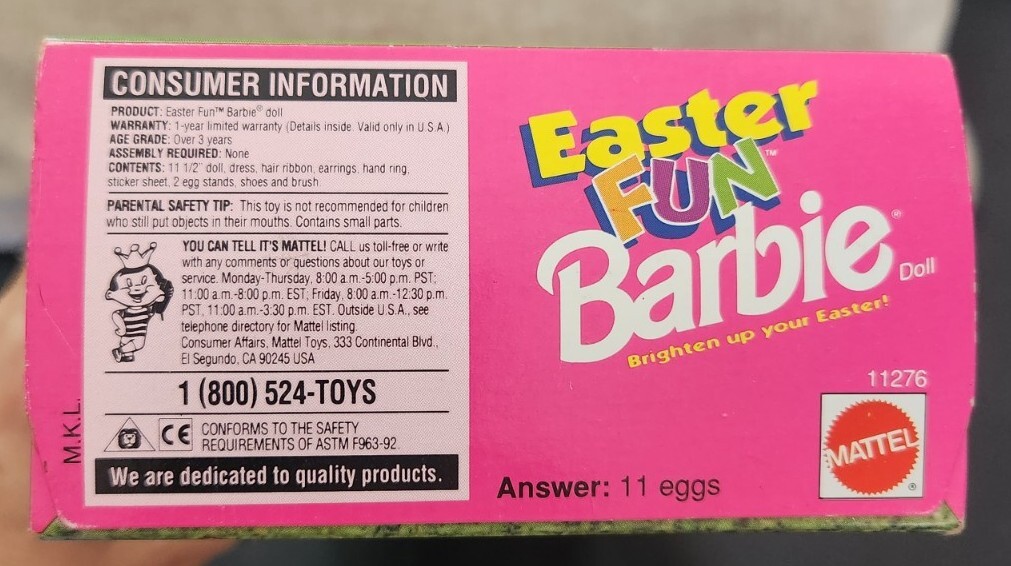 CONSUMER INFORMATION
PRODUCT: Easter Fun™ Barbie® doll
WARRANTY: 1-year limited warranty (Details inside. Valid only in U.S.A.)
AGE GRADE: Over 3 years
ASSEMBLY REQUIRED: None
CONTENTS: 11 1/2" doll, dress, hair ribbon, earrings, hand ring,
sticker sheet, 2 egg stands, shoes and brush.
PARENTAL SAFETY TIP: This toy is not recommended for children
who still put objects in their mouths. Contains small parts.
YOU CAN TELL IT'S MATTEL! CALL us toll-free or write
with any comments or questions about our toys or
service. Monday-Thursday, 8:00 a.m.-5:00 p.m. PST;
11:00 a.m.-8:00 p.m. EST; Friday, 8:00 a.m.-12:30 p.m.
PST, 11:00 a.m.-3:30 p.m. EST. Outside U.S.A., see
telephone directory for Mattel listing.
Consumer Affairs, Mattel Toys, 333 Continental Blvd.,
El Segundo, CA 90245 USA
1 (800) 524-TOYS
CE CONFORMS TO THE SAFETY
REQUIREMENTS OF ASTM F963-92
We are dedicated to quality products.
M.K.L.
Easter
FUN™
Barbie®
Doll
Brighten up your Easter!
11276
MATTEL®
Answer: 11 eggs